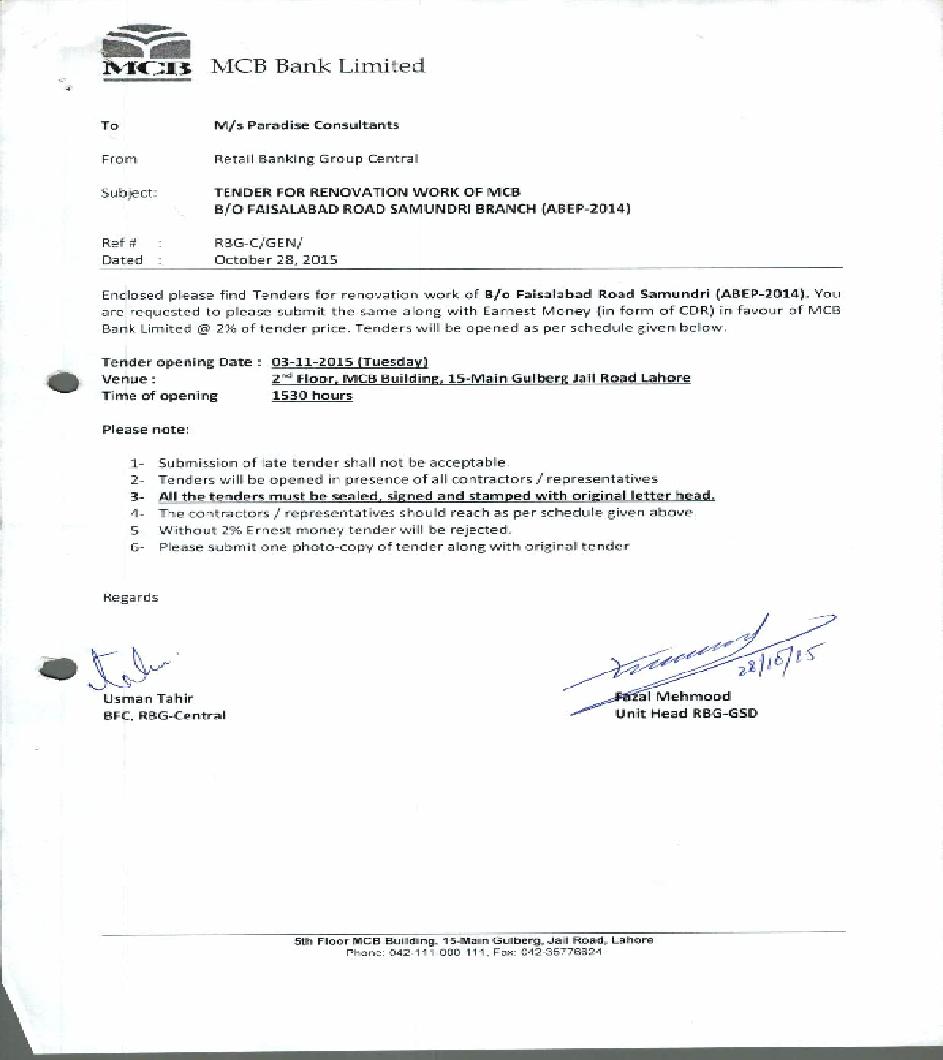 MCB MCB Bank Limited
To M/s Paradise Consultants
From Retail Banking Group Central
Subject: TENDER FOR RENOVATION WORK OF MCB
B/O FAISALABAD ROAD SAMUNDRI BRANCH (ABEP-2014)
Ref # : RBG-C/GEN/
Dated : October 28, 2015
Enclosed please find Tenders for renovation work of B/o Faisalabad Road Samundri (ABEP-2014). You
are requested to please submit the same along with Earnest Money (in form of CDR) in favour of MCB
Bank Limited @ 2% of tender price. Tenders will be opened as per schedule given below.
Tender opening Date : 03-11-2015 (Tuesday)
Venue : 2nd Floor, MCB Building, 15-Main Gulberg Jail Road Lahore
Time of opening 1530 hours
Please note:
1- Submission of late tender shall not be acceptable
2- Tenders will be opened in presence of all contractors / representatives
3- All the tenders must be sealed, signed and stamped with original letter head.
4- The contractors / representatives should reach as per schedule given above
5 Without 2% Ernest money tender will be rejected.
6- Please submit one photo-copy of tender along with original tender
Regards
28/10/15
Usman Tahir
BFC, RBG-Central
Fazal Mehmood
Unit Head RBG-GSD
5th Floor MCB Building, 15-Main Gulberg, Jail Road, Lahore
Phone: 042-111-000-111, Fax: 042-35776824